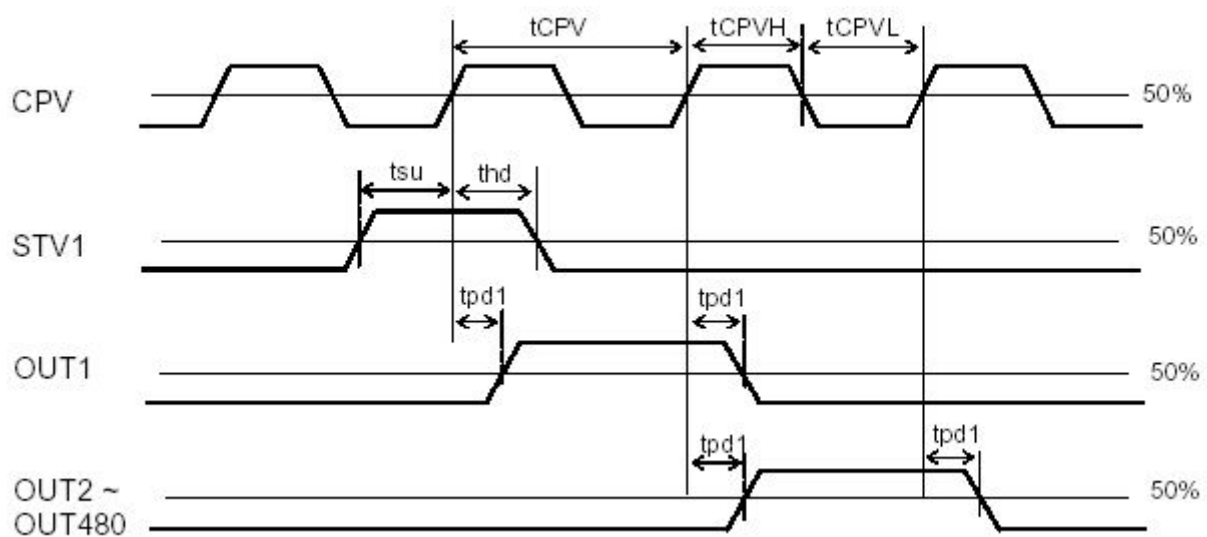 tCPV tCPVH tCPVL
CPV 50%
tsu thd
STV1 50%
tpd1 tpd1
OUT1 50%
tpd1 tpd1
OUT2 ~ 50%
OUT480